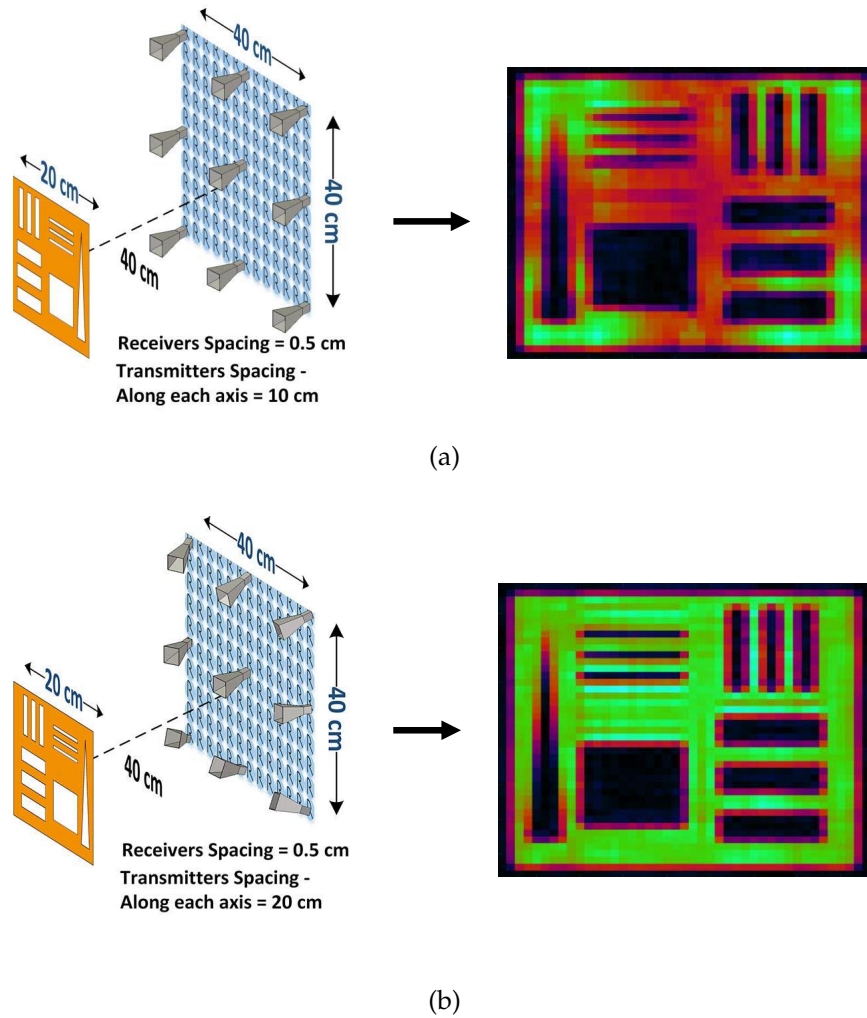 40 cm
20 cm
40 cm
40 cm
Receivers Spacing = 0.5 cm
Transmitters Spacing -
Along each axis = 10 cm
(a)
40 cm
20 cm
40 cm
40 cm
Receivers Spacing = 0.5 cm
Transmitters Spacing -
Along each axis = 20 cm
(b)